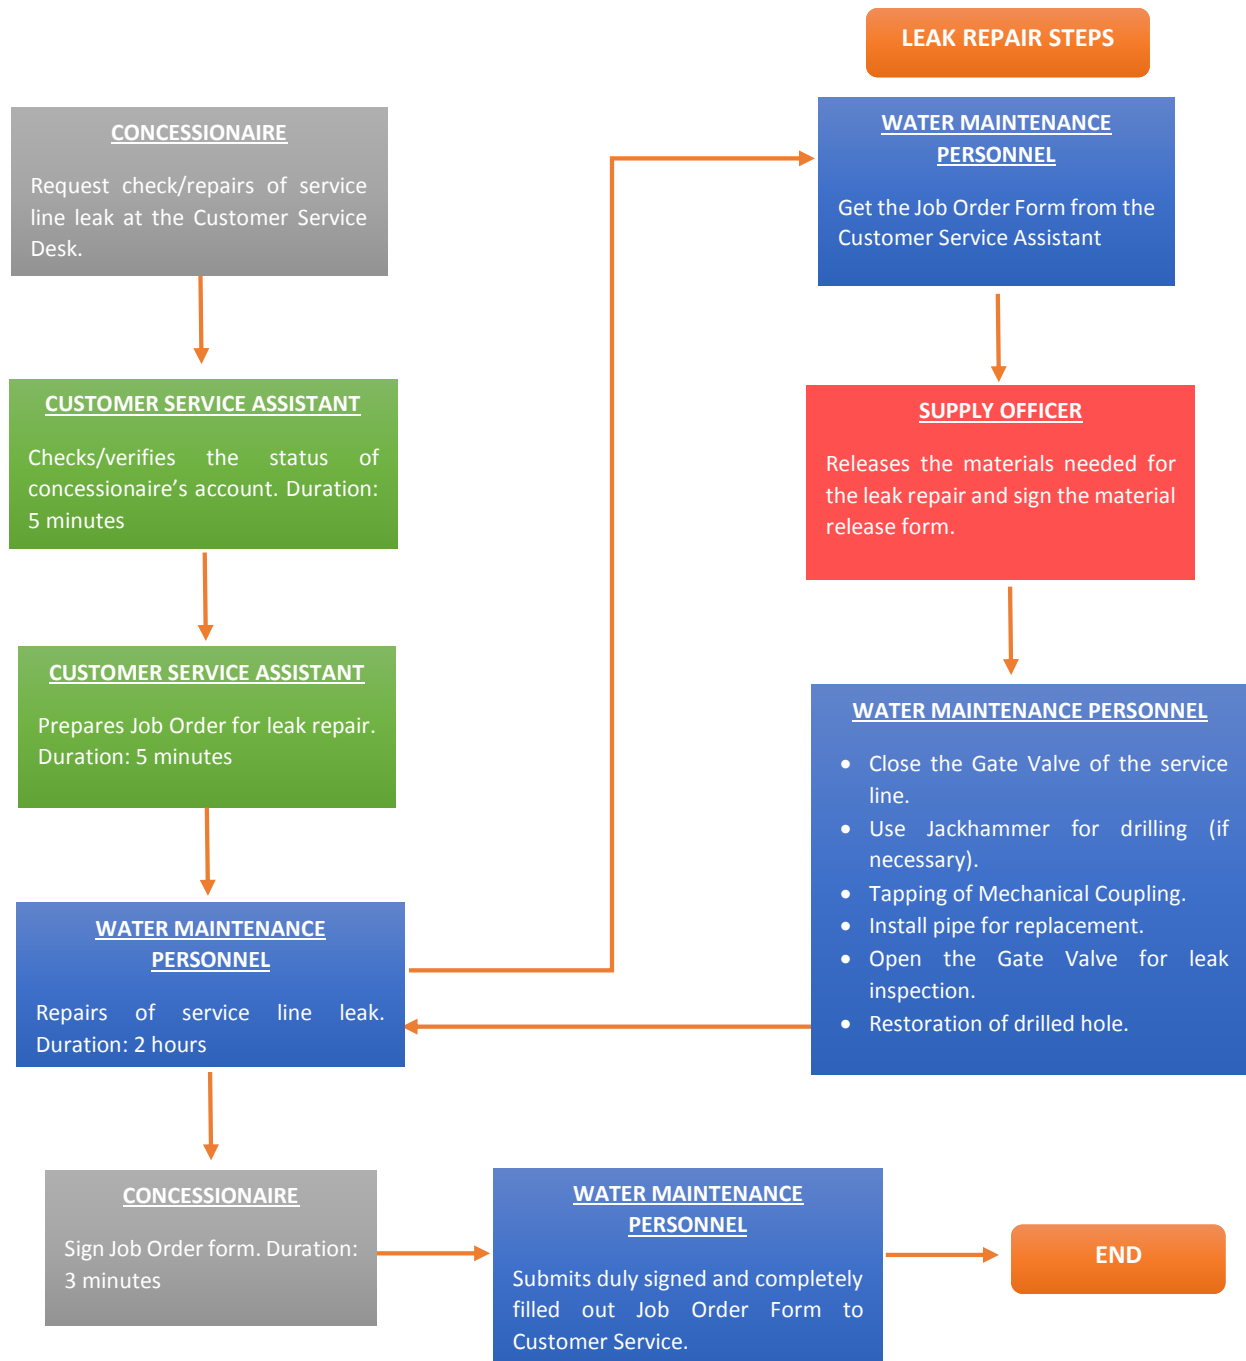 LEAK REPAIR STEPS
CONCESSIONAIRE
Request check/repairs of service
line leak at the Customer Service
Desk.
CUSTOMER SERVICE ASSISTANT
Checks/verifies the status of
concessionaire’s account. Duration:
5 minutes
CUSTOMER SERVICE ASSISTANT
Prepares Job Order for leak repair.
Duration: 5 minutes
WATER MAINTENANCE
PERSONNEL
Repairs of service line leak.
Duration: 2 hours
WATER MAINTENANCE
PERSONNEL
Get the Job Order Form from the
Customer Service Assistant
SUPPLY OFFICER
Releases the materials needed for
the leak repair and sign the material
release form.
WATER MAINTENANCE PERSONNEL
• Close the Gate Valve of the service
line.
• Use Jackhammer for drilling (if
necessary).
• Tapping of Mechanical Coupling.
• Install pipe for replacement.
• Open the Gate Valve for leak
inspection.
• Restoration of drilled hole.
CONCESSIONAIRE
Sign Job Order form. Duration:
3 minutes
WATER MAINTENANCE
PERSONNEL
Submits duly signed and completely
filled out Job Order Form to
Customer Service.
END